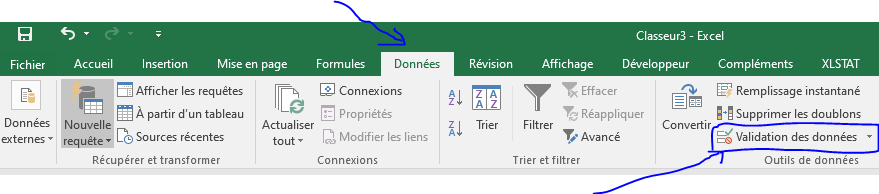 Classeur3 - Excel
Fichier Accueil Insertion Mise en page Formules Données Révision Affichage Développeur Compléments XLSTAT
Données externes
Nouvelle requête
Afficher les requêtes
À partir d'un tableau
Sources récentes
Récupérer et transformer
Actualiser tout
Connexions
Propriétés
Modifier les liens
Connexions
Trier
Filtrer
Effacer
Réappliquer
Avancé
Trier et filtrer
Convertir
Remplissage instantané
Supprimer les doublons
Validation des données
Outils de données